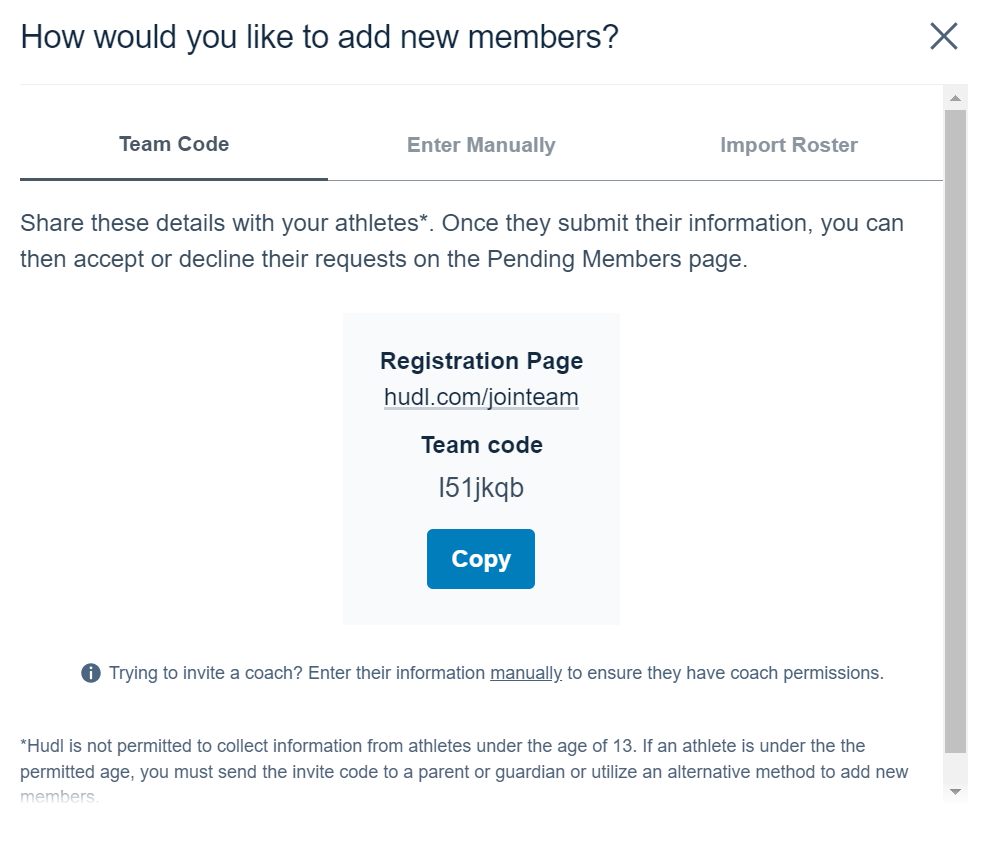 How would you like to add new members?
Team Code
Enter Manually
Import Roster
Share these details with your athletes*. Once they submit their information, you can
then accept or decline their requests on the Pending Members page.
Registration Page
hudl.com/jointeam
Team code
l51jkqb
Copy
Trying to invite a coach? Enter their information manually to ensure they have coach permissions.
*Hudl is not permitted to collect information from athletes under the age of 13. If an athlete is under the the
permitted age, you must send the invite code to a parent or guardian or utilize an alternative method to add new
members.